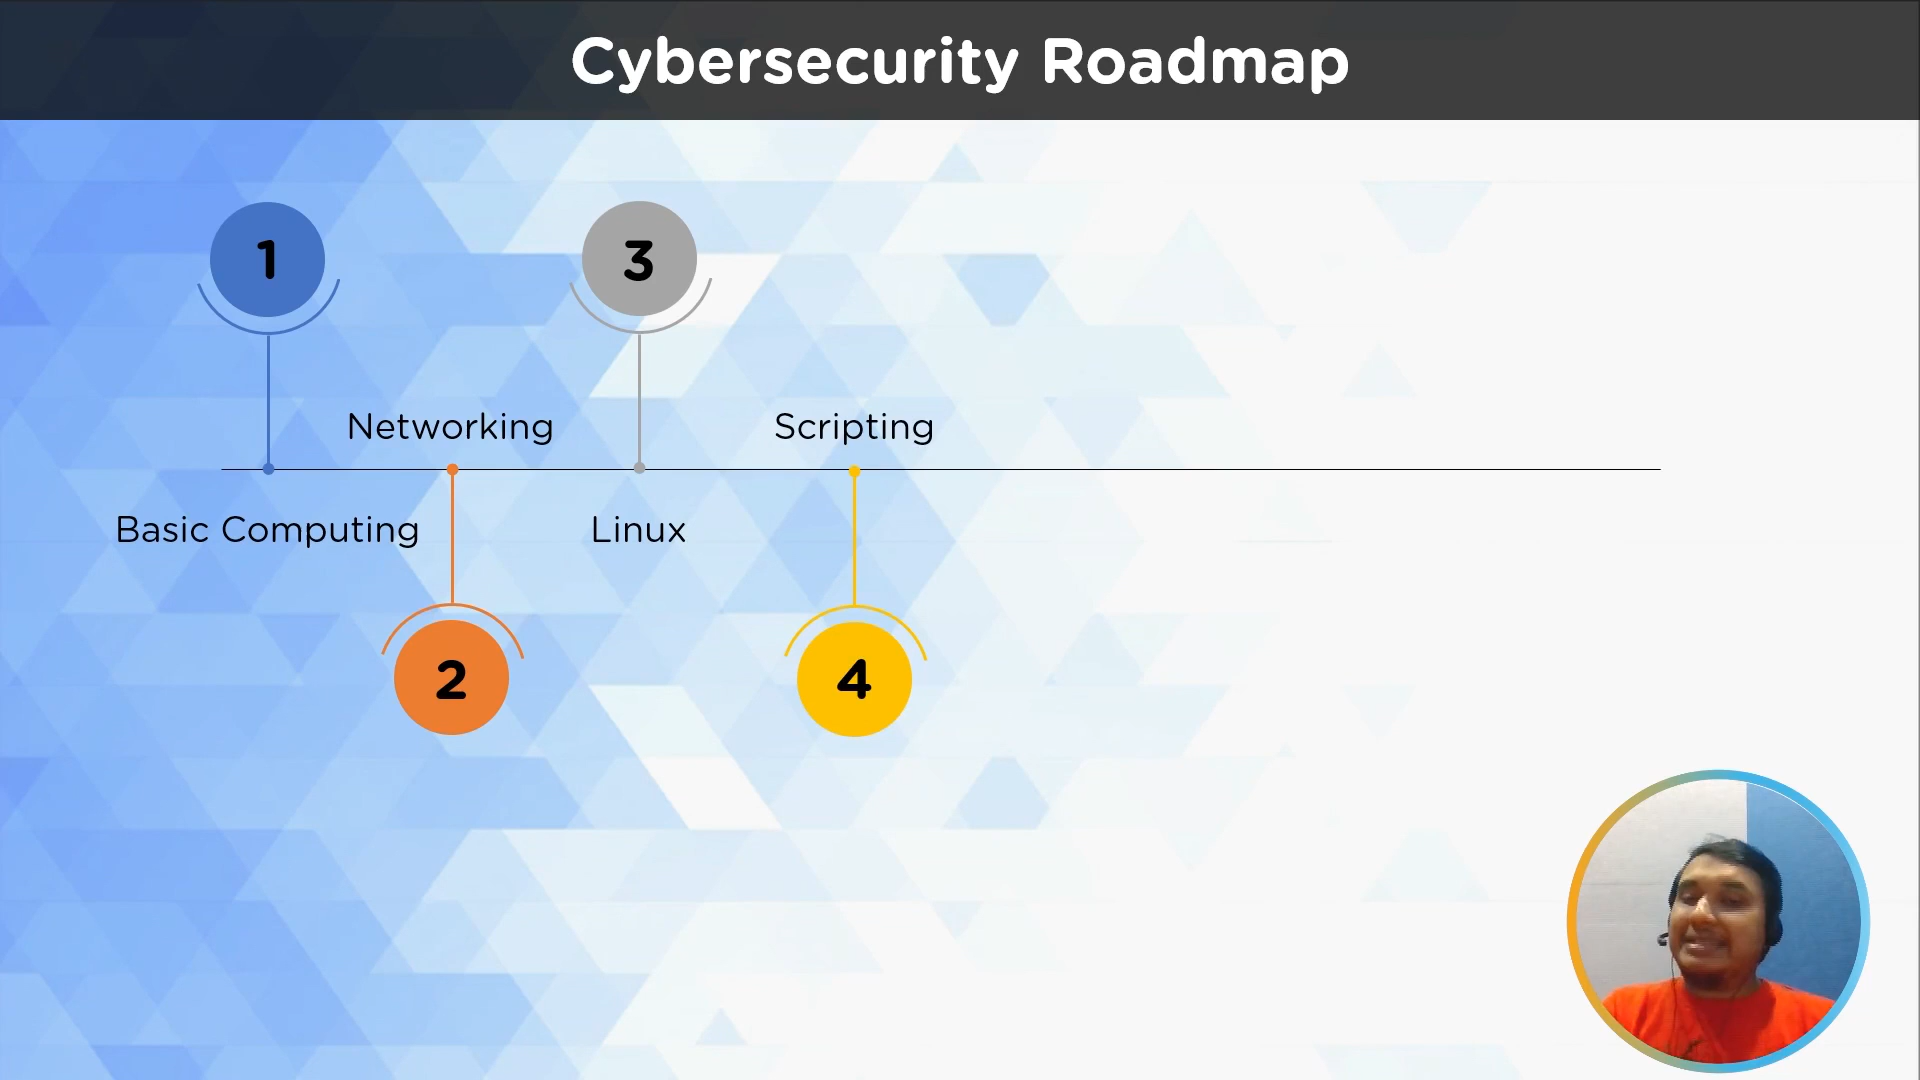 Cybersecurity Roadmap
1
3
Networking
Scripting
Basic Computing
Linux
2
4